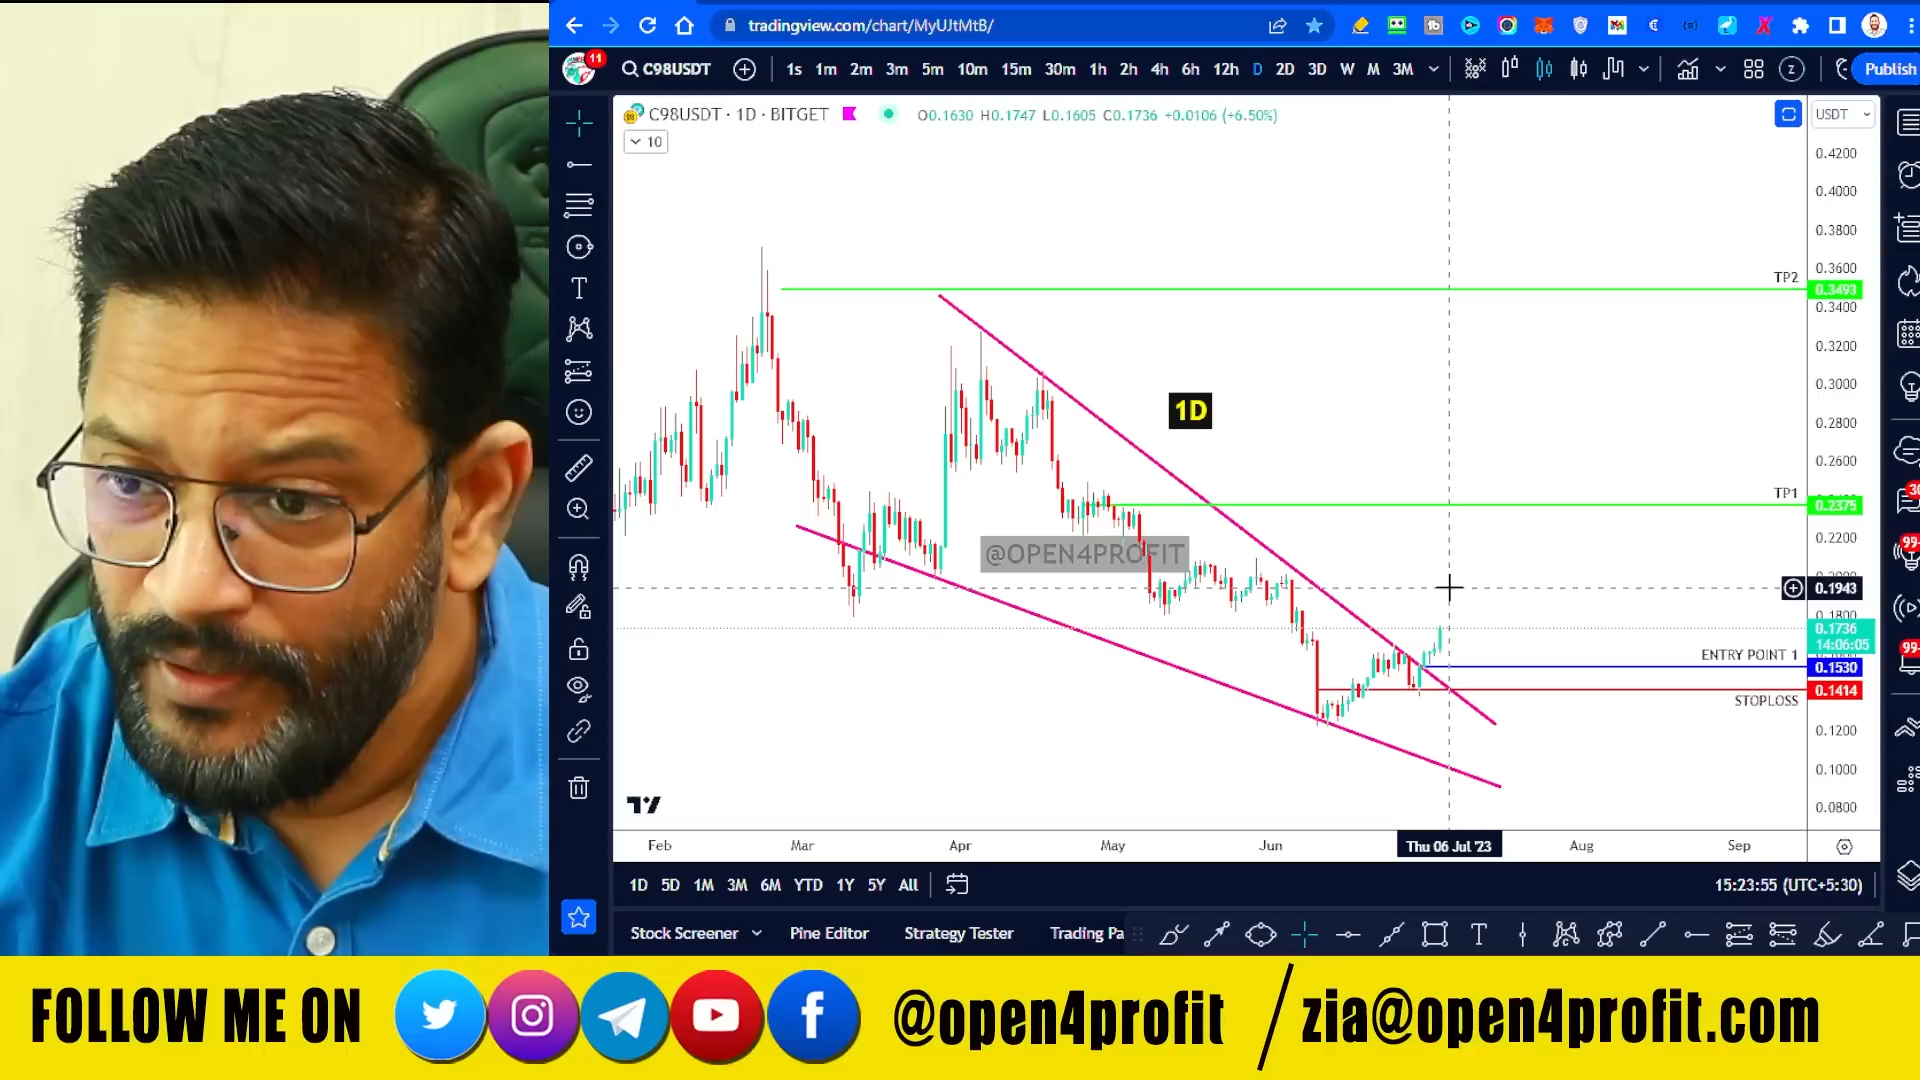 tradingview.com/chart/MyUJtMtB/
11
C98USDT
1s 1m 2m 3m 5m 10m 15m 30m 1h 2h 4h 6h 12h D 2D 3D W M 3M
Publish
C98USDT · 1D · BITGET O0.1630 H0.1747 L0.1605 C0.1736 +0.0106 (+6.50%)
USDT
10
0.4200
0.4000
0.3800
0.3600
TP2
0.3493
0.3400
0.3200
0.3000
1D
0.2800
0.2600
TP1
0.2375
0.2200
@OPEN4PROFIT
0.1943
0.1800
0.1736
14:06:05
ENTRY POINT 1
0.1530
0.1414
STOPLOSS
0.1200
0.1000
0.0800
Feb Mar Apr May Jun Thu 06 Jul '23 Aug Sep
1D 5D 1M 3M 6M YTD 1Y 5Y All
15:23:55 (UTC+5:30)
Stock Screener Pine Editor Strategy Tester Trading Pa
FOLLOW ME ON @open4profit / zia@open4profit.com